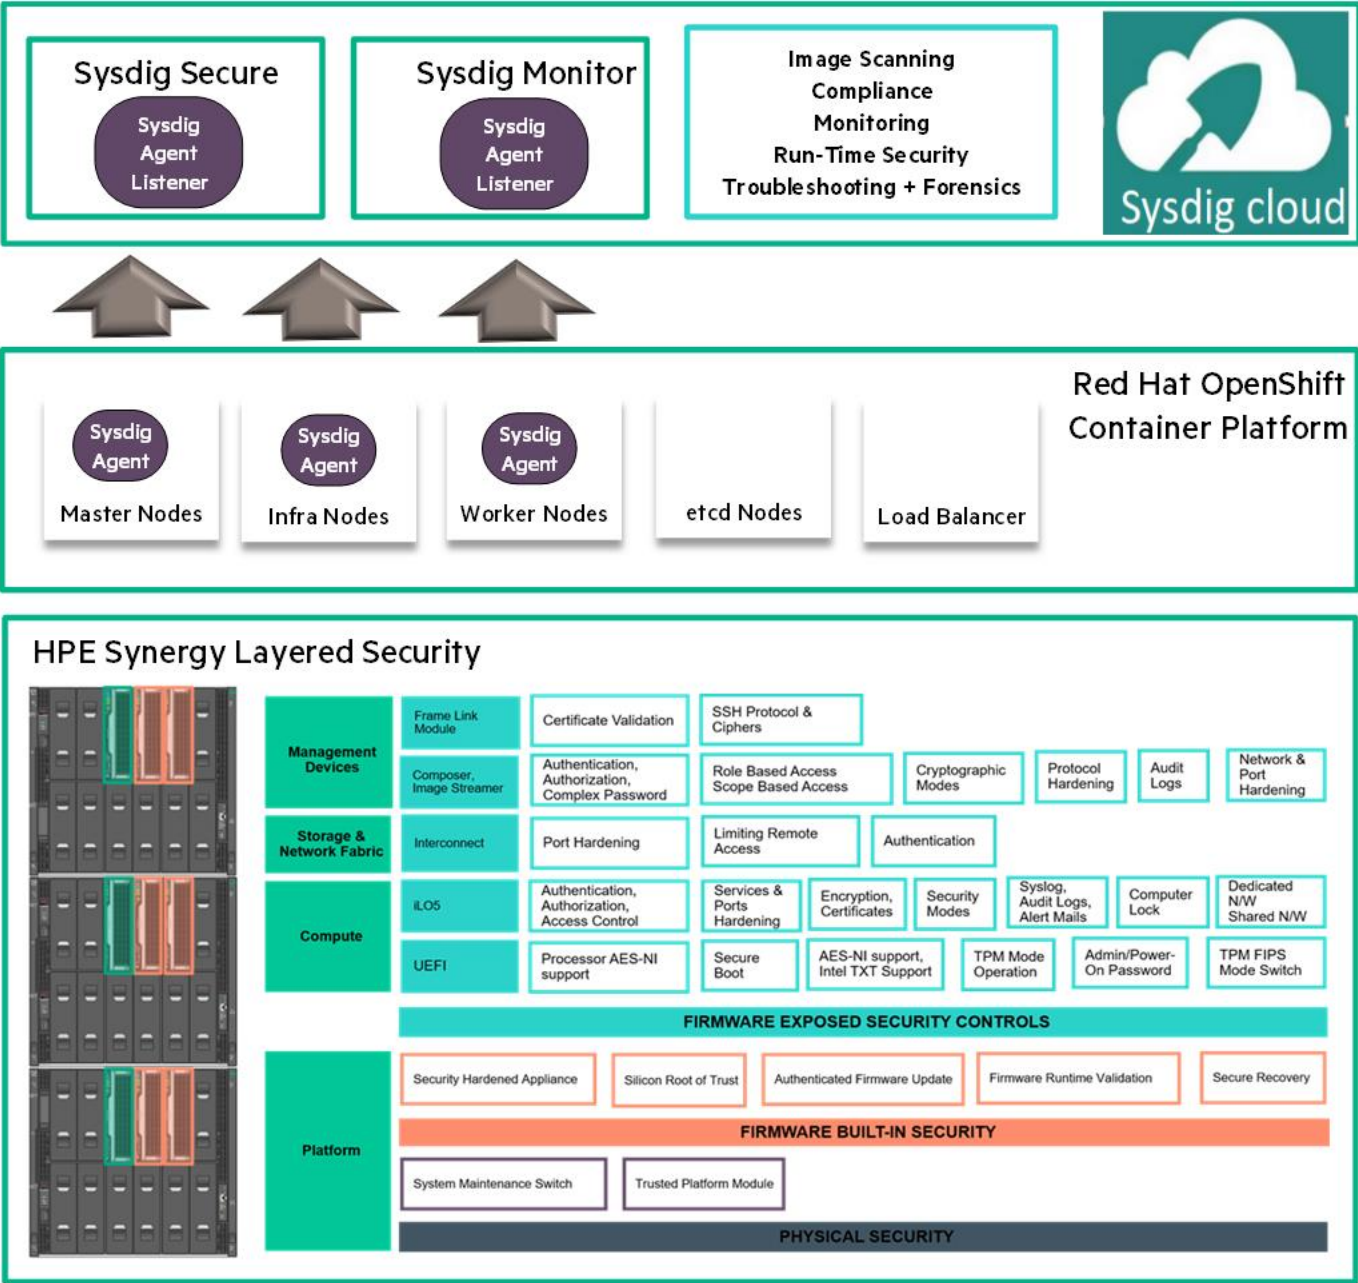 Sysdig Secure
Sysdig
Agent
Listener
Sysdig Monitor
Sysdig
Agent
Listener
Image Scanning
Compliance
Monitoring
Run-Time Security
Troubleshooting + Forensics
Sysdig cloud
Red Hat OpenShift
Container Platform
Sysdig
Agent
Master Nodes
Sysdig
Agent
Infra Nodes
Sysdig
Agent
Worker Nodes
etcd Nodes
Load Balancer
HPE Synergy Layered Security
Management
Devices
Frame Link
Module
Certificate Validation
SSH Protocol &
Ciphers
Composer,
Image Streamer
Authentication,
Authorization,
Complex Password
Role Based Access
Scope Based Access
Cryptographic
Modes
Protocol
Hardening
Audit
Logs
Network &
Port
Hardening
Storage &
Network Fabric
Interconnect
Port Hardening
Limiting Remote
Access
Authentication
Compute
iLO5
Authentication,
Authorization,
Access Control
Services &
Ports
Hardening
Encryption,
Certificates
Security
Modes
Syslog,
Audit Logs,
Alert Mails
Computer
Lock
Dedicated
N/W
Shared N/W
UEFI
Processor AES-NI
support
Secure
Boot
AES-NI support,
Intel TXT Support
TPM Mode
Operation
Admin/Power-
On Password
TPM FIPS
Mode Switch
FIRMWARE EXPOSED SECURITY CONTROLS
Platform
Security Hardened Appliance
Silicon Root of Trust
Authenticated Firmware Update
Firmware Runtime Validation
Secure Recovery
FIRMWARE BUILT-IN SECURITY
System Maintenance Switch
Trusted Platform Module
PHYSICAL SECURITY